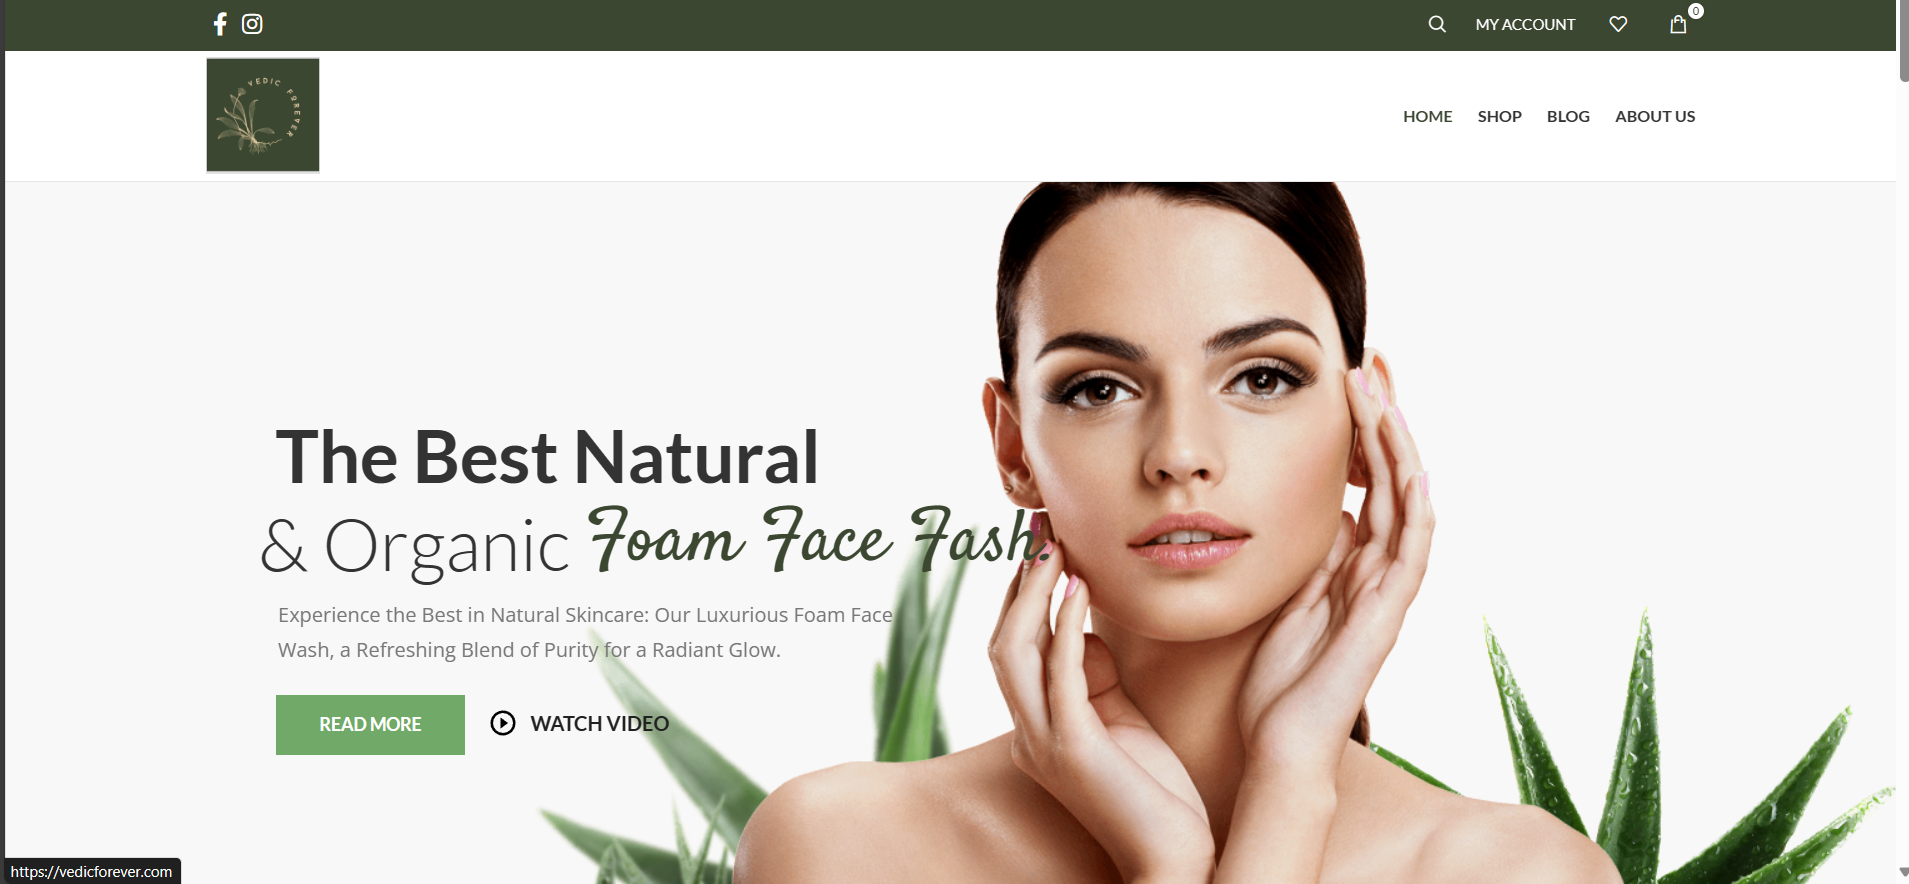 0
MY ACCOUNT
VEDIC FOREVER
HOME SHOP BLOG ABOUT US
The Best Natural
& Organic Foam Face Fash.
Experience the Best in Natural Skincare: Our Luxurious Foam Face
Wash, a Refreshing Blend of Purity for a Radiant Glow.
READ MORE WATCH VIDEO
https://vedicforever.com